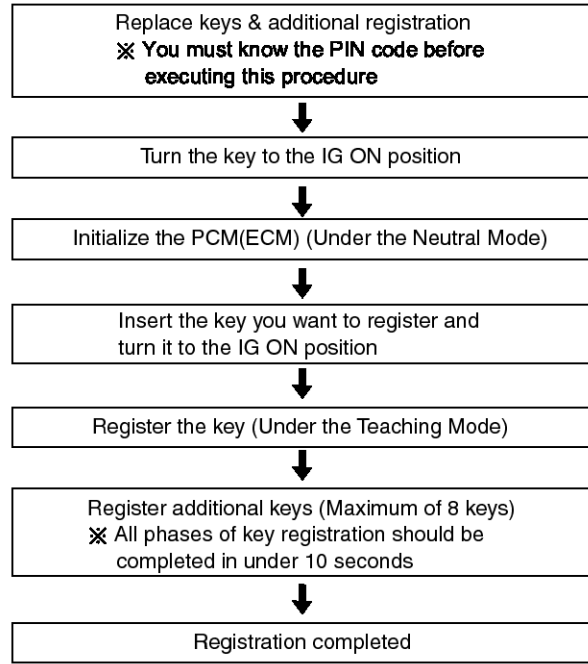 Replace keys & additional registration
※ You must know the PIN code before
executing this procedure
Turn the key to the IG ON position
Initialize the PCM(ECM) (Under the Neutral Mode)
Insert the key you want to register and
turn it to the IG ON position
Register the key (Under the Teaching Mode)
Register additional keys (Maximum of 8 keys)
※ All phases of key registration should be
completed in under 10 seconds
Registration completed